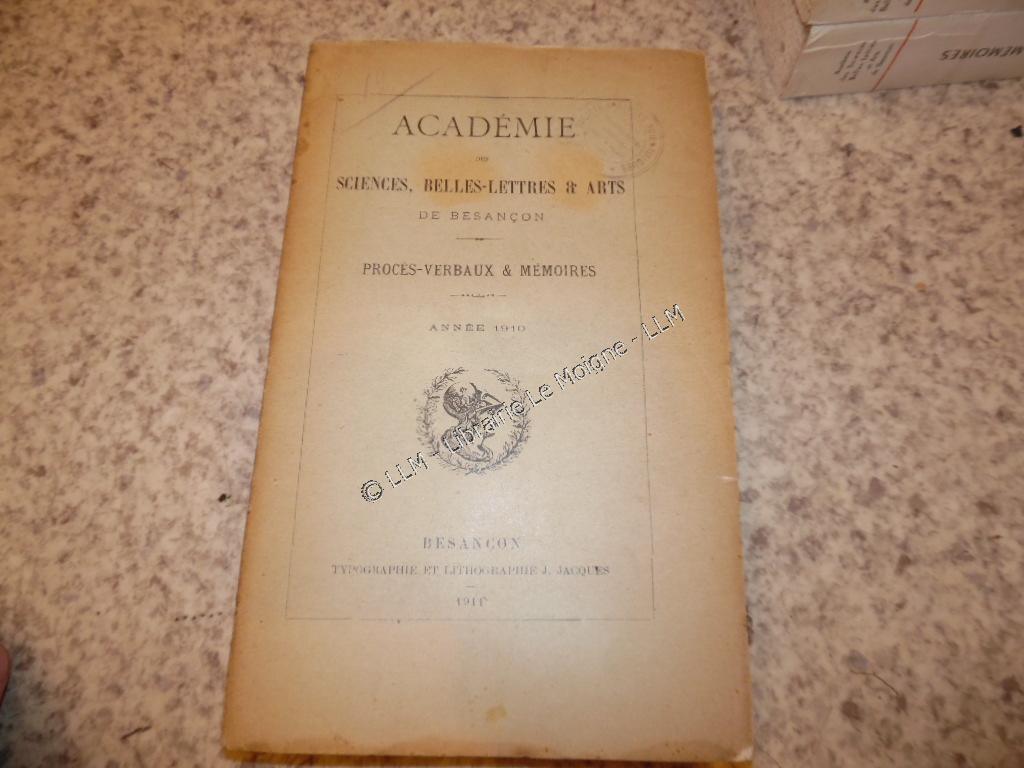 ACADÉMIE
DES
SCIENCES, BELLES-LETTRES & ARTS
DE BESANÇON
PROCÈS-VERBAUX & MÉMOIRES
ANNÉE 1910
© LLM - Librairie Le Moigne - LLM
BESANÇON
TYPOGRAPHIE ET LITHOGRAPHIE J. JACQUES
1911
MEMOIRES